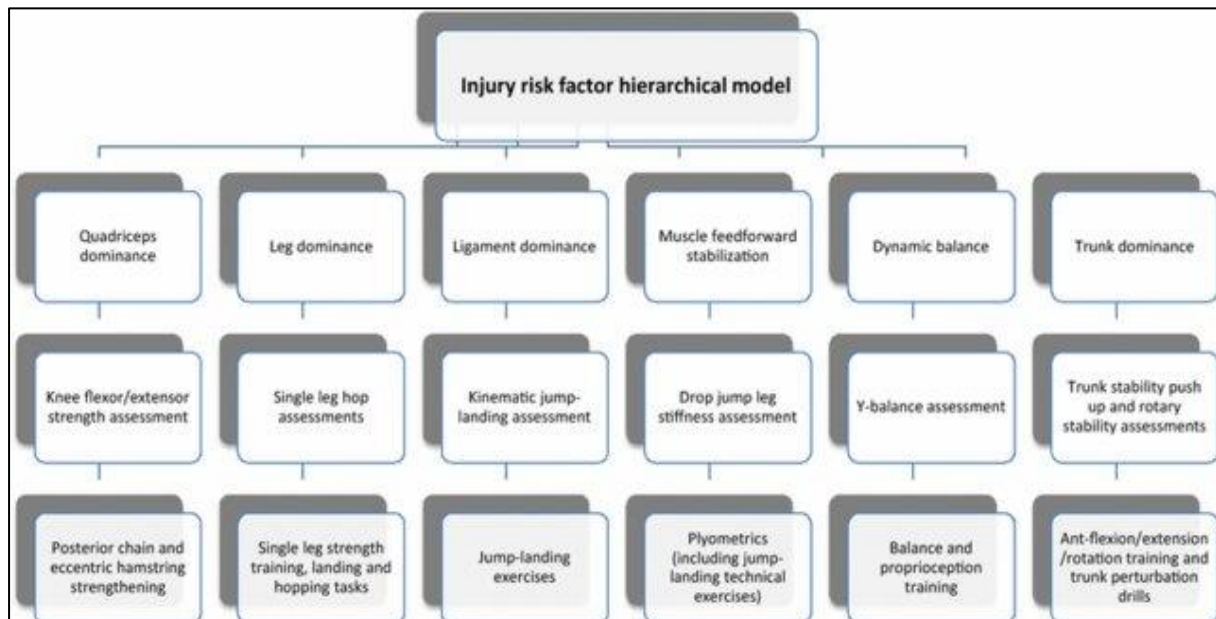 Injury risk factor hierarchical model
Quadriceps
dominance
Leg dominance
Ligament dominance
Muscle feedforward
stabilization
Dynamic balance
Trunk dominance
Knee flexor/extensor
strength assessment
Single leg hop
assessments
Kinematic jump-
landing assessment
Drop jump leg
stiffness assessment
Y-balance assessment
Trunk stability push
up and rotary
stability assessments
Posterior chain and
eccentric hamstring
strengthening
Single leg strength
training, landing and
hopping tasks
Jump-landing
exercises
Plyometrics
(including jump-
landing technical
exercises)
Balance and
proprioception
training
Ant-flexion/extension
/rotation training and
trunk perturbation
drills